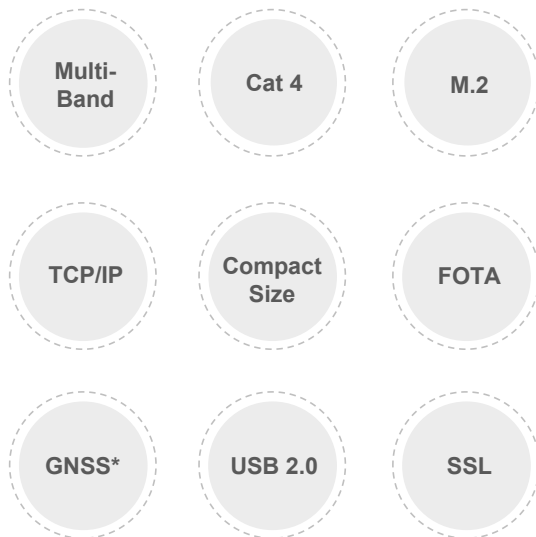 Multi-
Band
Cat 4
M.2
TCP/IP
Compact
Size
FOTA
GNSS*
USB 2.0
SSL